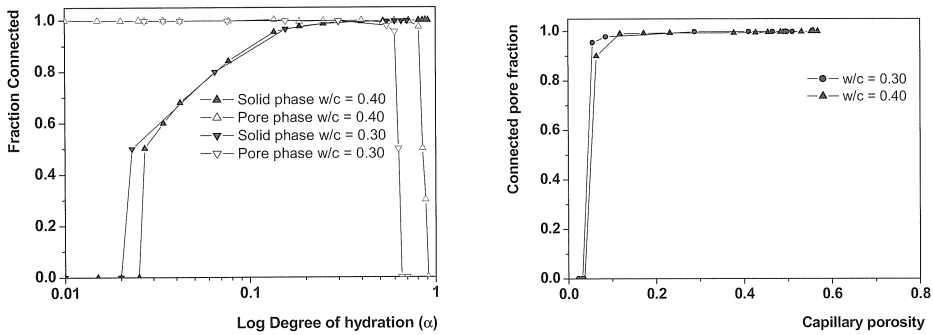 Fraction Connected
1.0
0.8
0.6
0.4
0.2
0.0
0.01
0.1
1
Log Degree of hydration (α)
Solid phase w/c = 0.40
Pore phase w/c = 0.40
Solid phase w/c = 0.30
Pore phase w/c = 0.30
Connected pore fraction
1.0
0.8
0.6
0.4
0.2
0.0
0.0
0.2
0.4
0.6
0.8
Capillary porosity
w/c = 0.30
w/c = 0.40